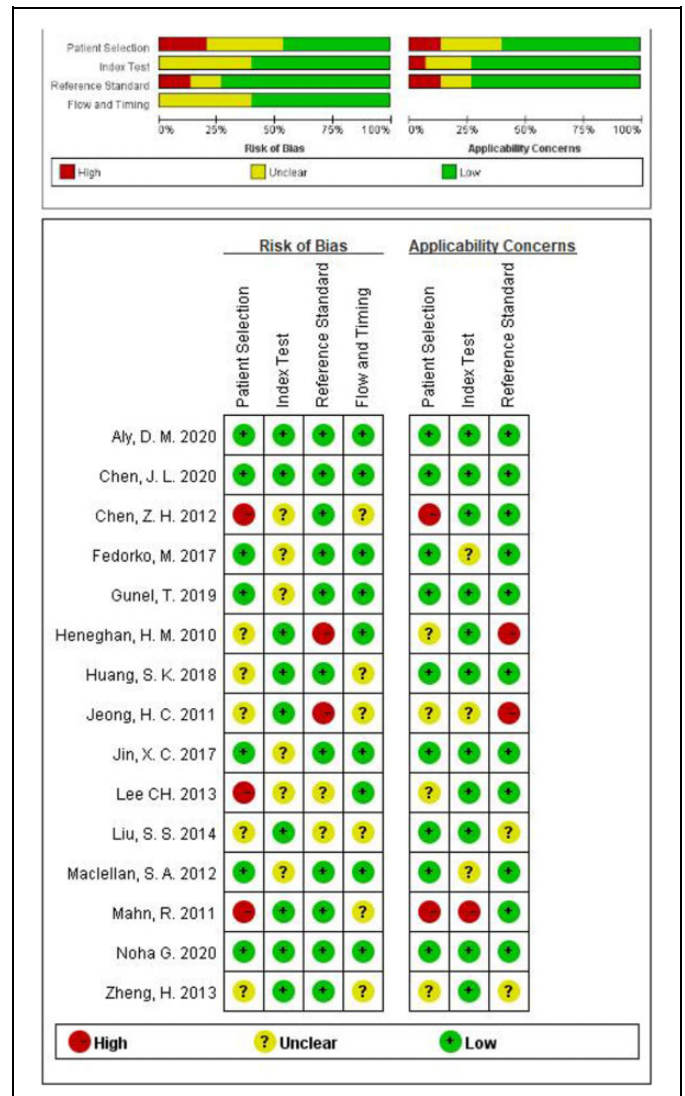 Patient Selection
Index Test
Reference Standard
Flow and Timing
0% 25% 50% 75% 100% 0% 25% 50% 75% 100%
Risk of Bias Applicability Concerns
High Unclear Low
Risk of Bias Applicability Concerns
Patient Selection Index Test Reference Standard Flow and Timing Patient Selection Index Test Reference Standard
Aly, D. M. 2020 + + + + + + +
Chen, J. L. 2020 + + + + + + +
Chen, Z. H. 2012 - ? + ? - + +
Fedorko, M. 2017 + ? + + + ? +
Gunel, T. 2019 + ? + + + + +
Heneghan, H. M. 2010 ? + - + ? + -
Huang, S. K. 2018 ? + + ? + + +
Jeong, H. C. 2011 ? + - ? ? ? -
Jin, X. C. 2017 + ? + + + + +
Lee CH. 2013 - ? ? + ? + +
Liu, S. S. 2014 ? + ? ? + + ?
Maclellan, S. A. 2012 + ? + + + ? +
Mahn, R. 2011 - + + ? - - +
Noha G. 2020 + + + + + + +
Zheng, H. 2013 ? + + ? ? + ?
- High ? Unclear + Low